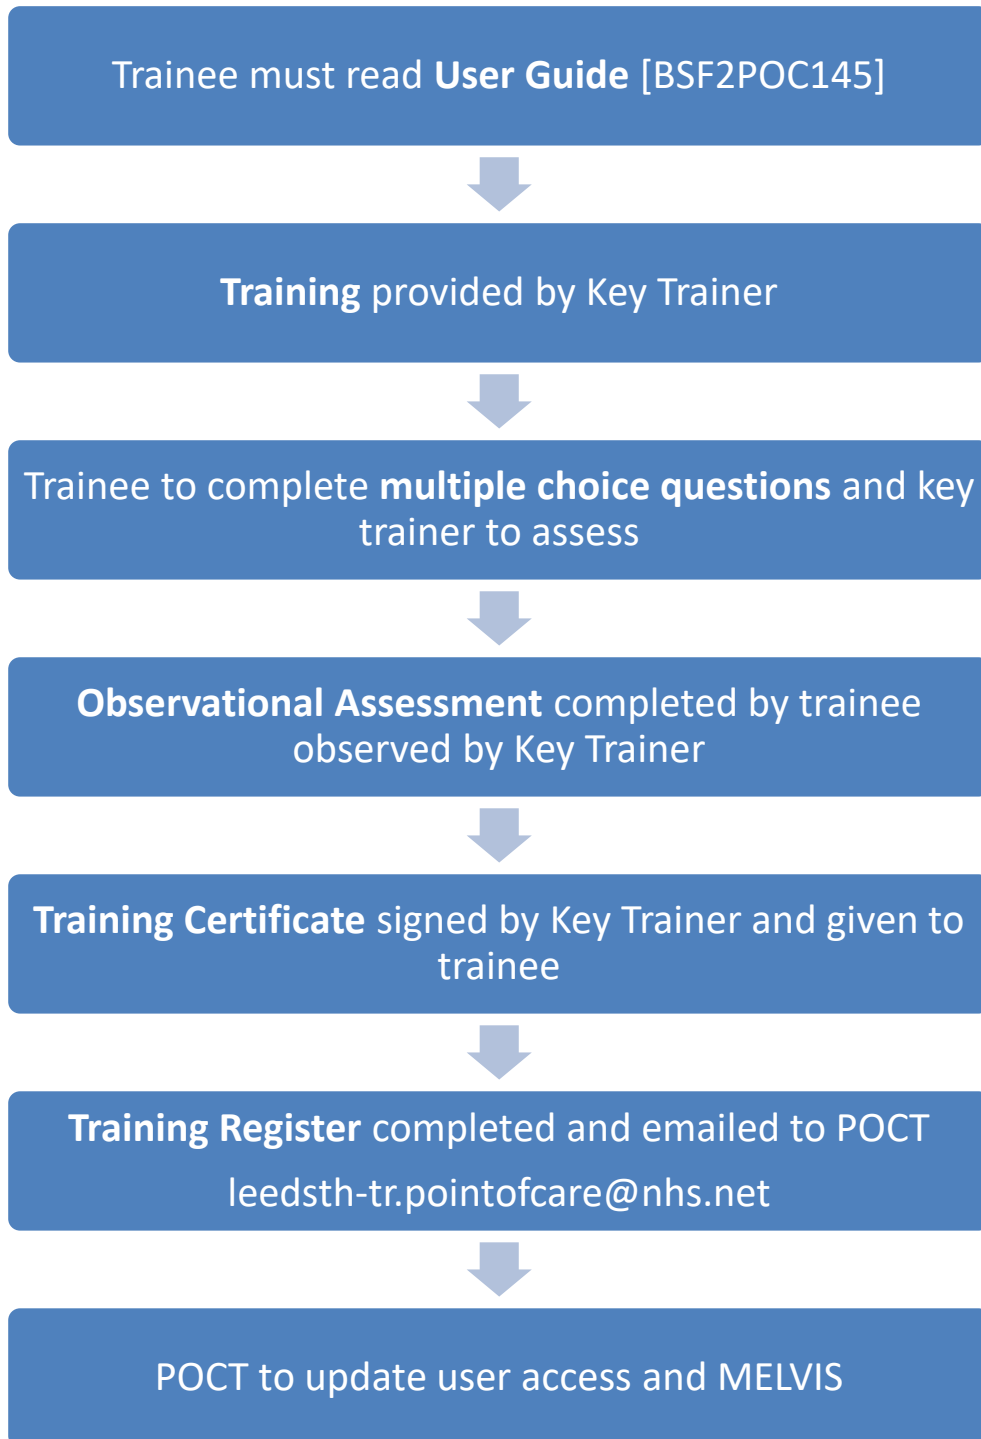 Trainee must read User Guide [BSF2POC145]
Training provided by Key Trainer
Trainee to complete multiple choice questions and key
trainer to assess
Observational Assessment completed by trainee
observed by Key Trainer
Training Certificate signed by Key Trainer and given to
trainee
Training Register completed and emailed to POCT
leedsth-tr.pointofcare@nhs.net
POCT to update user access and MELVIS